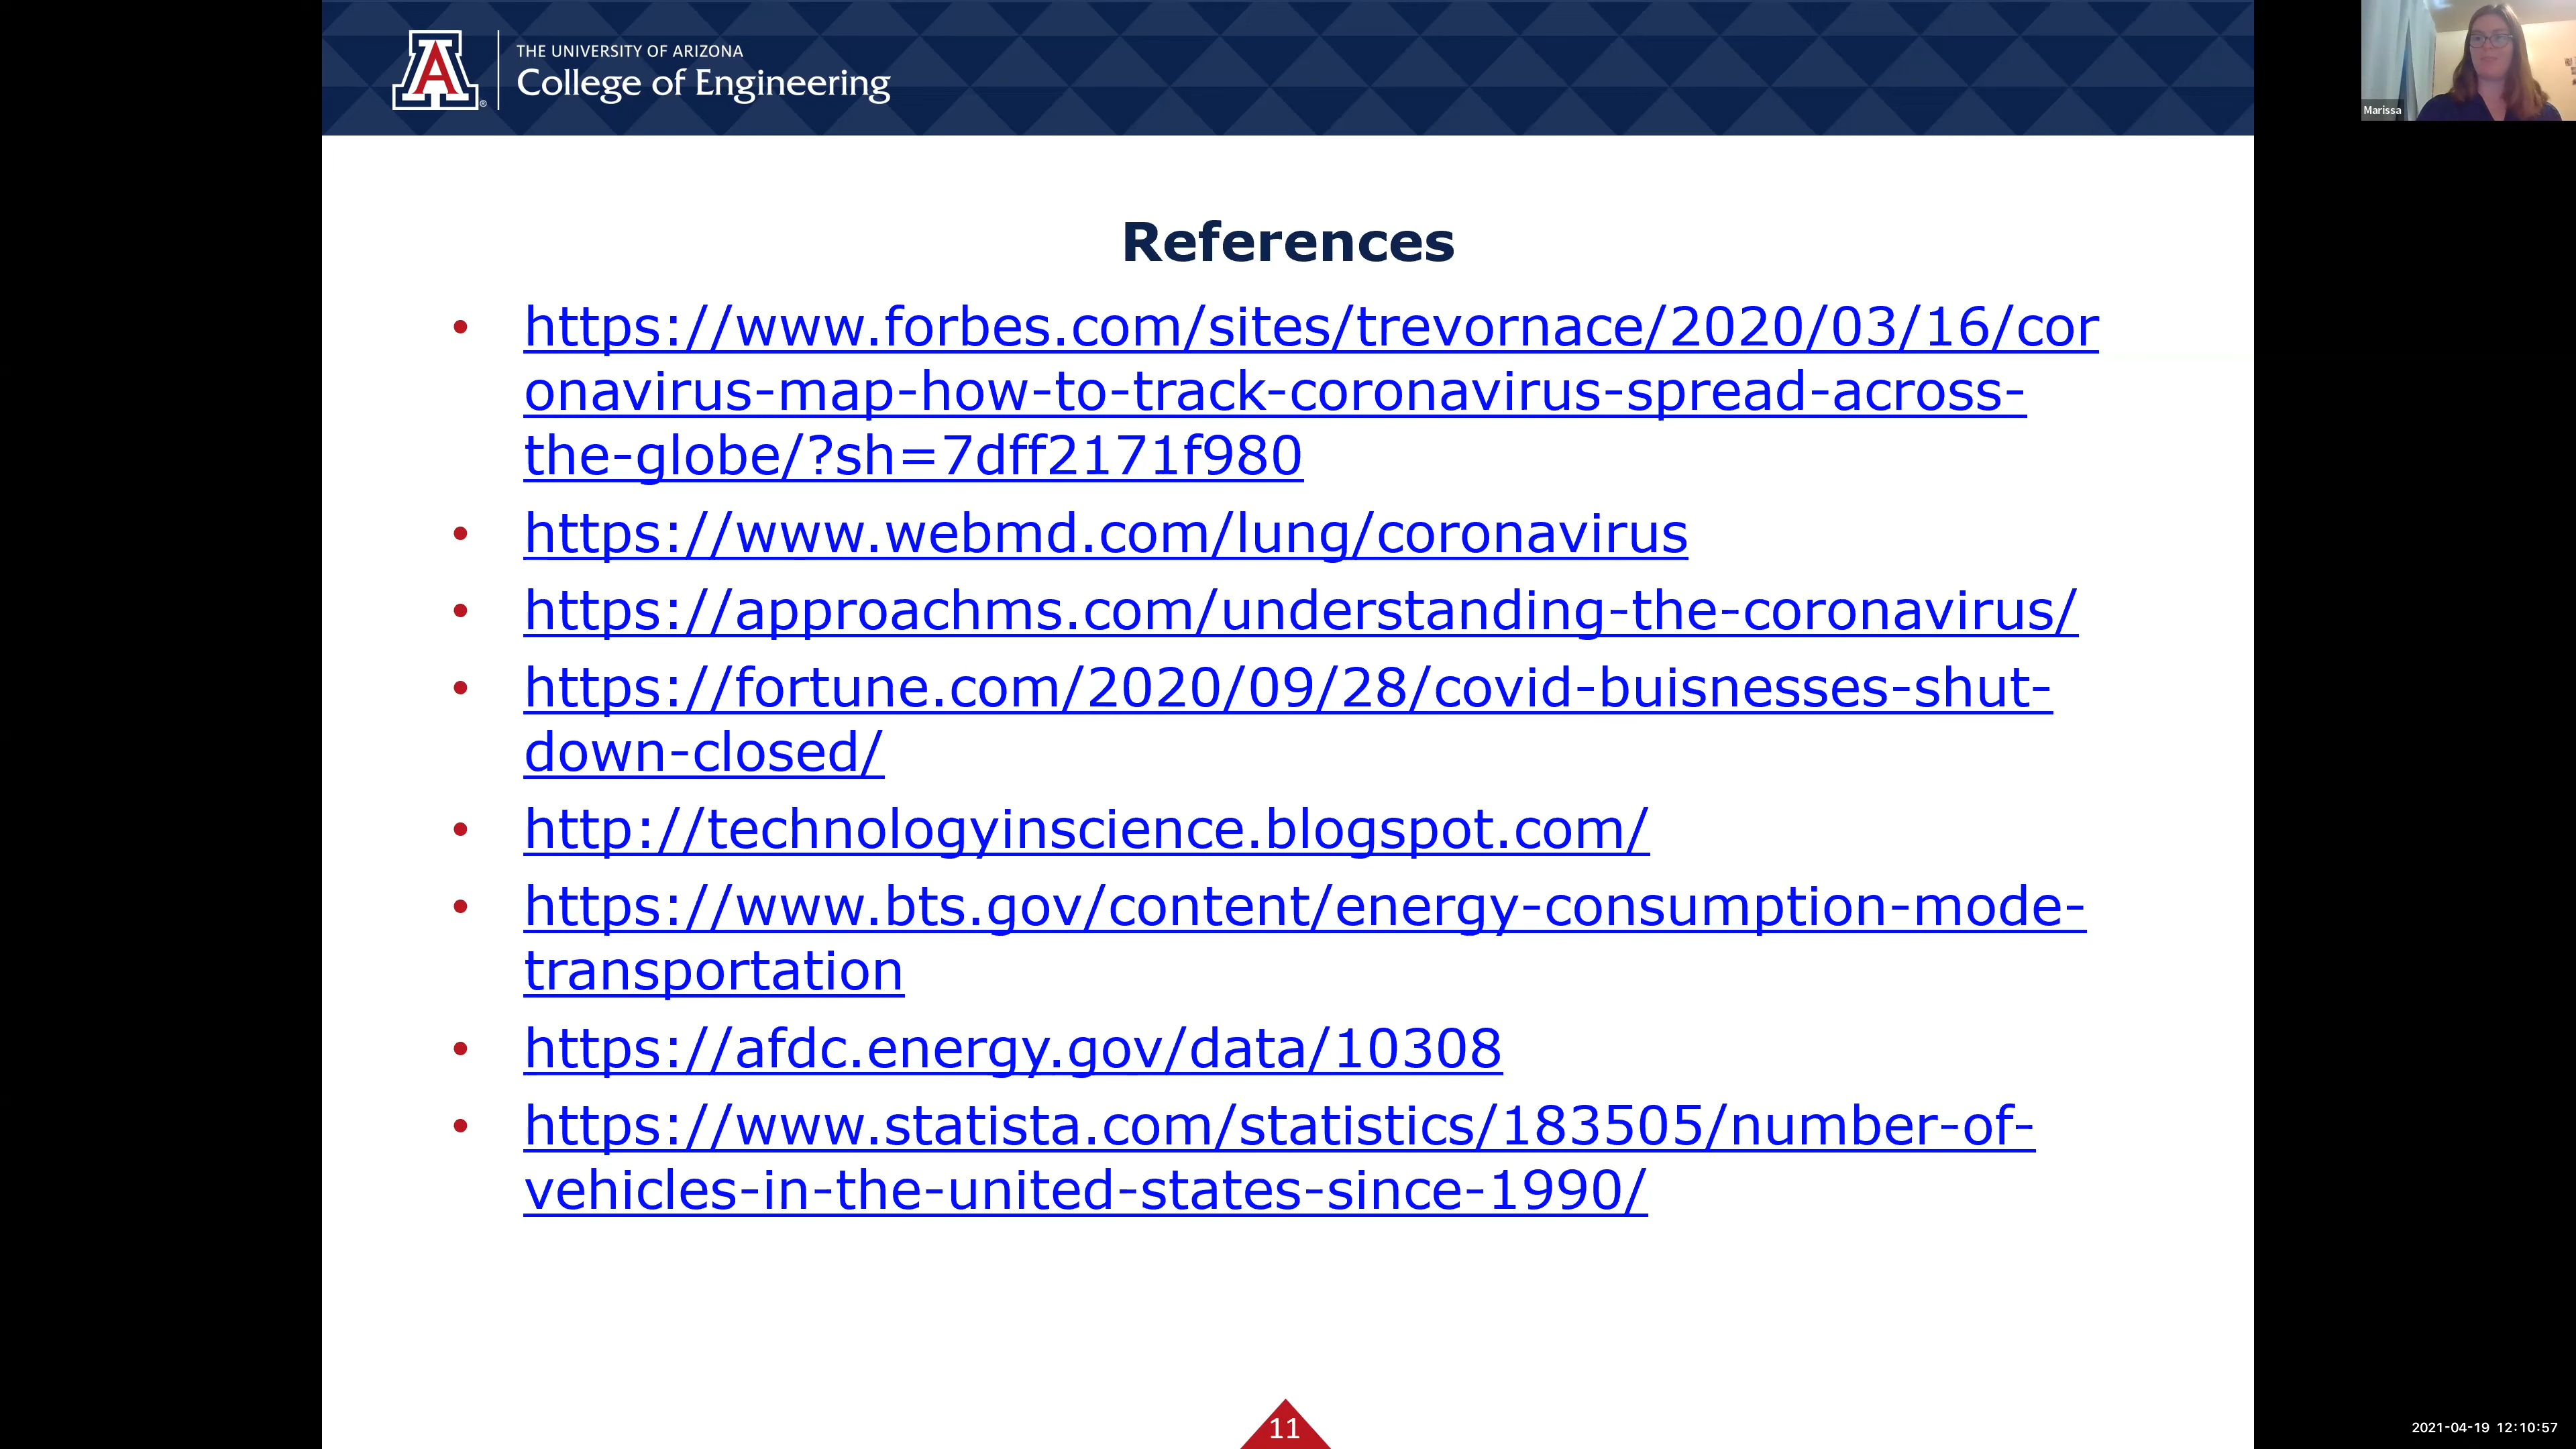 THE UNIVERSITY OF ARIZONA
College of Engineering
A
®
Marissa
References
• https://www.forbes.com/sites/trevornace/2020/03/16/cor
onavirus-map-how-to-track-coronavirus-spread-across-
the-globe/?sh=7dff2171f980
• https://www.webmd.com/lung/coronavirus
• https://approachms.com/understanding-the-coronavirus/
• https://fortune.com/2020/09/28/covid-buisnesses-shut-
down-closed/
• http://technologyinscience.blogspot.com/
• https://www.bts.gov/content/energy-consumption-mode-
transportation
• https://afdc.energy.gov/data/10308
• https://www.statista.com/statistics/183505/number-of-
vehicles-in-the-united-states-since-1990/
11
2021-04-19 12:10:57